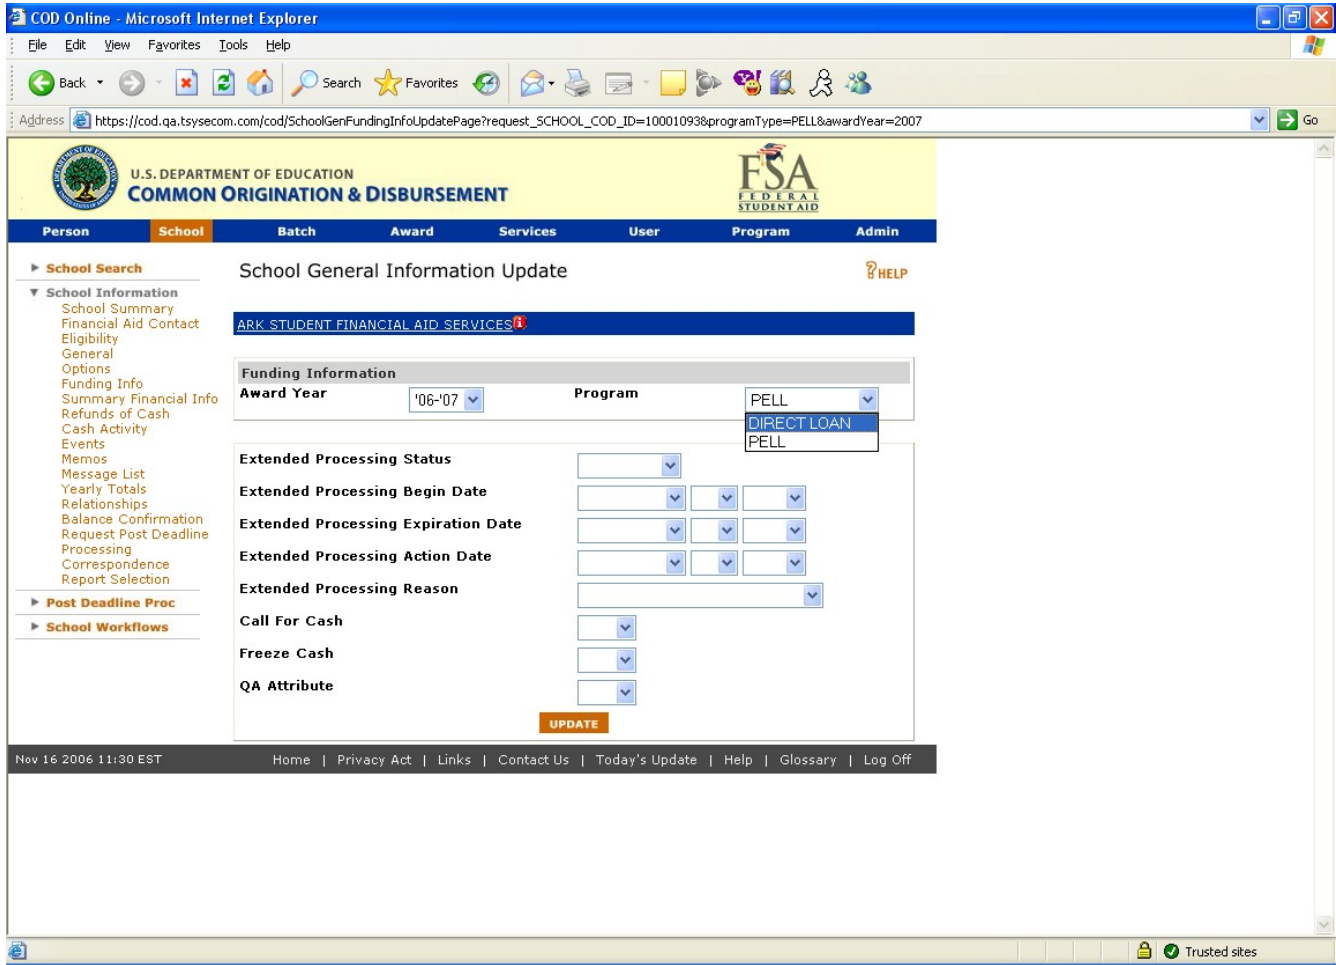 COD Online - Microsoft Internet Explorer
File Edit View Favorites Tools Help
Back Search Favorites
Address https://cod.qa.tsysecom.com/cod/SchoolGenFundingInfoUpdatePage?request_SCHOOL_COD_ID=10001093&programType=PELL&awardYear=2007 Go
U.S. DEPARTMENT OF EDUCATION
COMMON ORIGINATION & DISBURSEMENT
FSA
FEDERAL
STUDENT AID
Person School Batch Award Services User Program Admin
School Search
School Information
School Summary
Financial Aid Contact
Eligibility
General
Options
Funding Info
Summary Financial Info
Refunds of Cash
Cash Activity
Events
Memos
Message List
Yearly Totals
Relationships
Balance Confirmation
Request Post Deadline
Processing
Correspondence
Report Selection
Post Deadline Proc
School Workflows
School General Information Update
? HELP
ARK STUDENT FINANCIAL AID SERVICES
Funding Information
Award Year '06-'07 Program PELL
DIRECT LOAN
PELL
Extended Processing Status
Extended Processing Begin Date
Extended Processing Expiration Date
Extended Processing Action Date
Extended Processing Reason
Call For Cash
Freeze Cash
QA Attribute
UPDATE
Nov 16 2006 11:30 EST Home | Privacy Act | Links | Contact Us | Today's Update | Help | Glossary | Log Off
Trusted sites